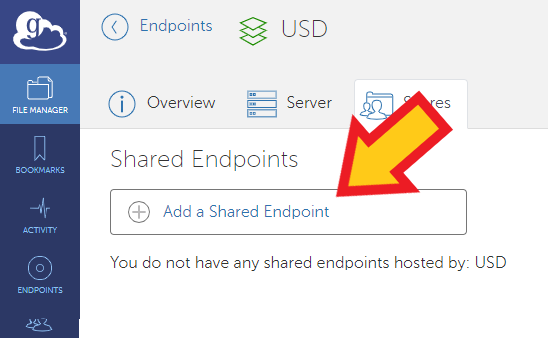 g
Endpoints
USD
FILE MANAGER
Overview
Server
BOOKMARKS
Shared Endpoints
Add a Shared Endpoint
ACTIVITY
You do not have any shared endpoints hosted by: USD
ENDPOINTS